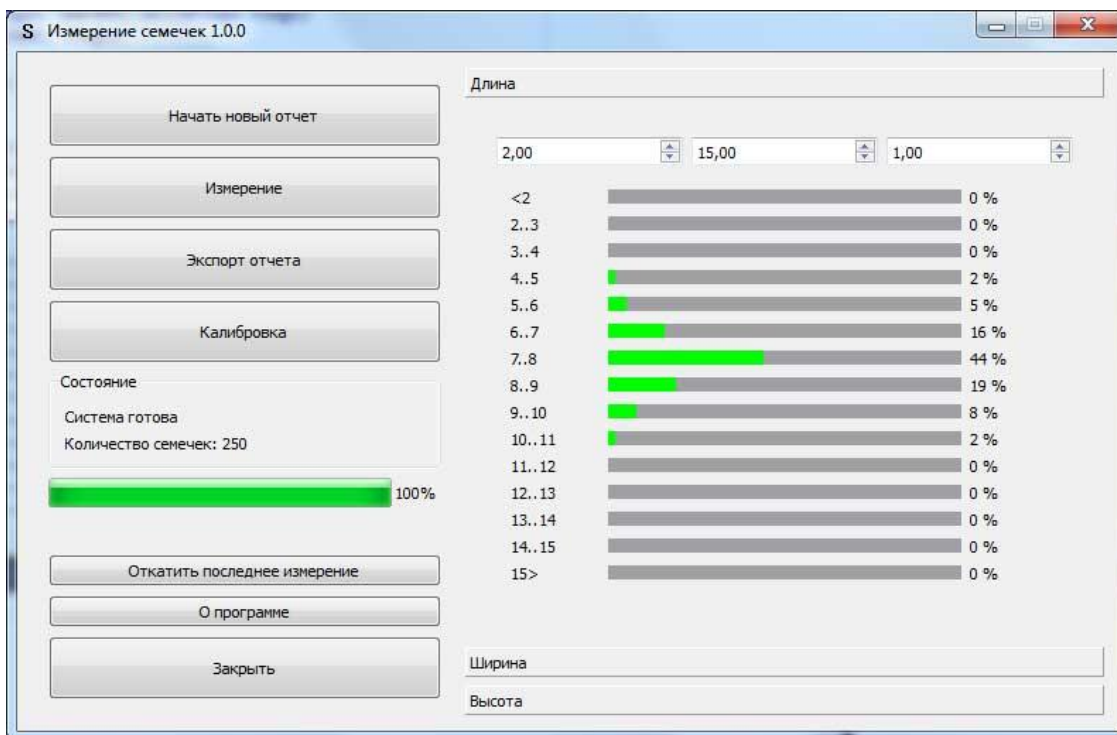 S Измерение семечек 1.0.0
Начать новый отчет
Измерение
Экспорт отчета
Калибровка
Состояние
Система готова
Количество семечек: 250
100%
Откатить последнее измерение
О программе
Закрыть
Длина
2,00 15,00 1,00
<2 0 %
2..3 0 %
3..4 0 %
4..5 2 %
5..6 5 %
6..7 16 %
7..8 44 %
8..9 19 %
9..10 8 %
10..11 2 %
11..12 0 %
12..13 0 %
13..14 0 %
14..15 0 %
15> 0 %
Ширина
Высота